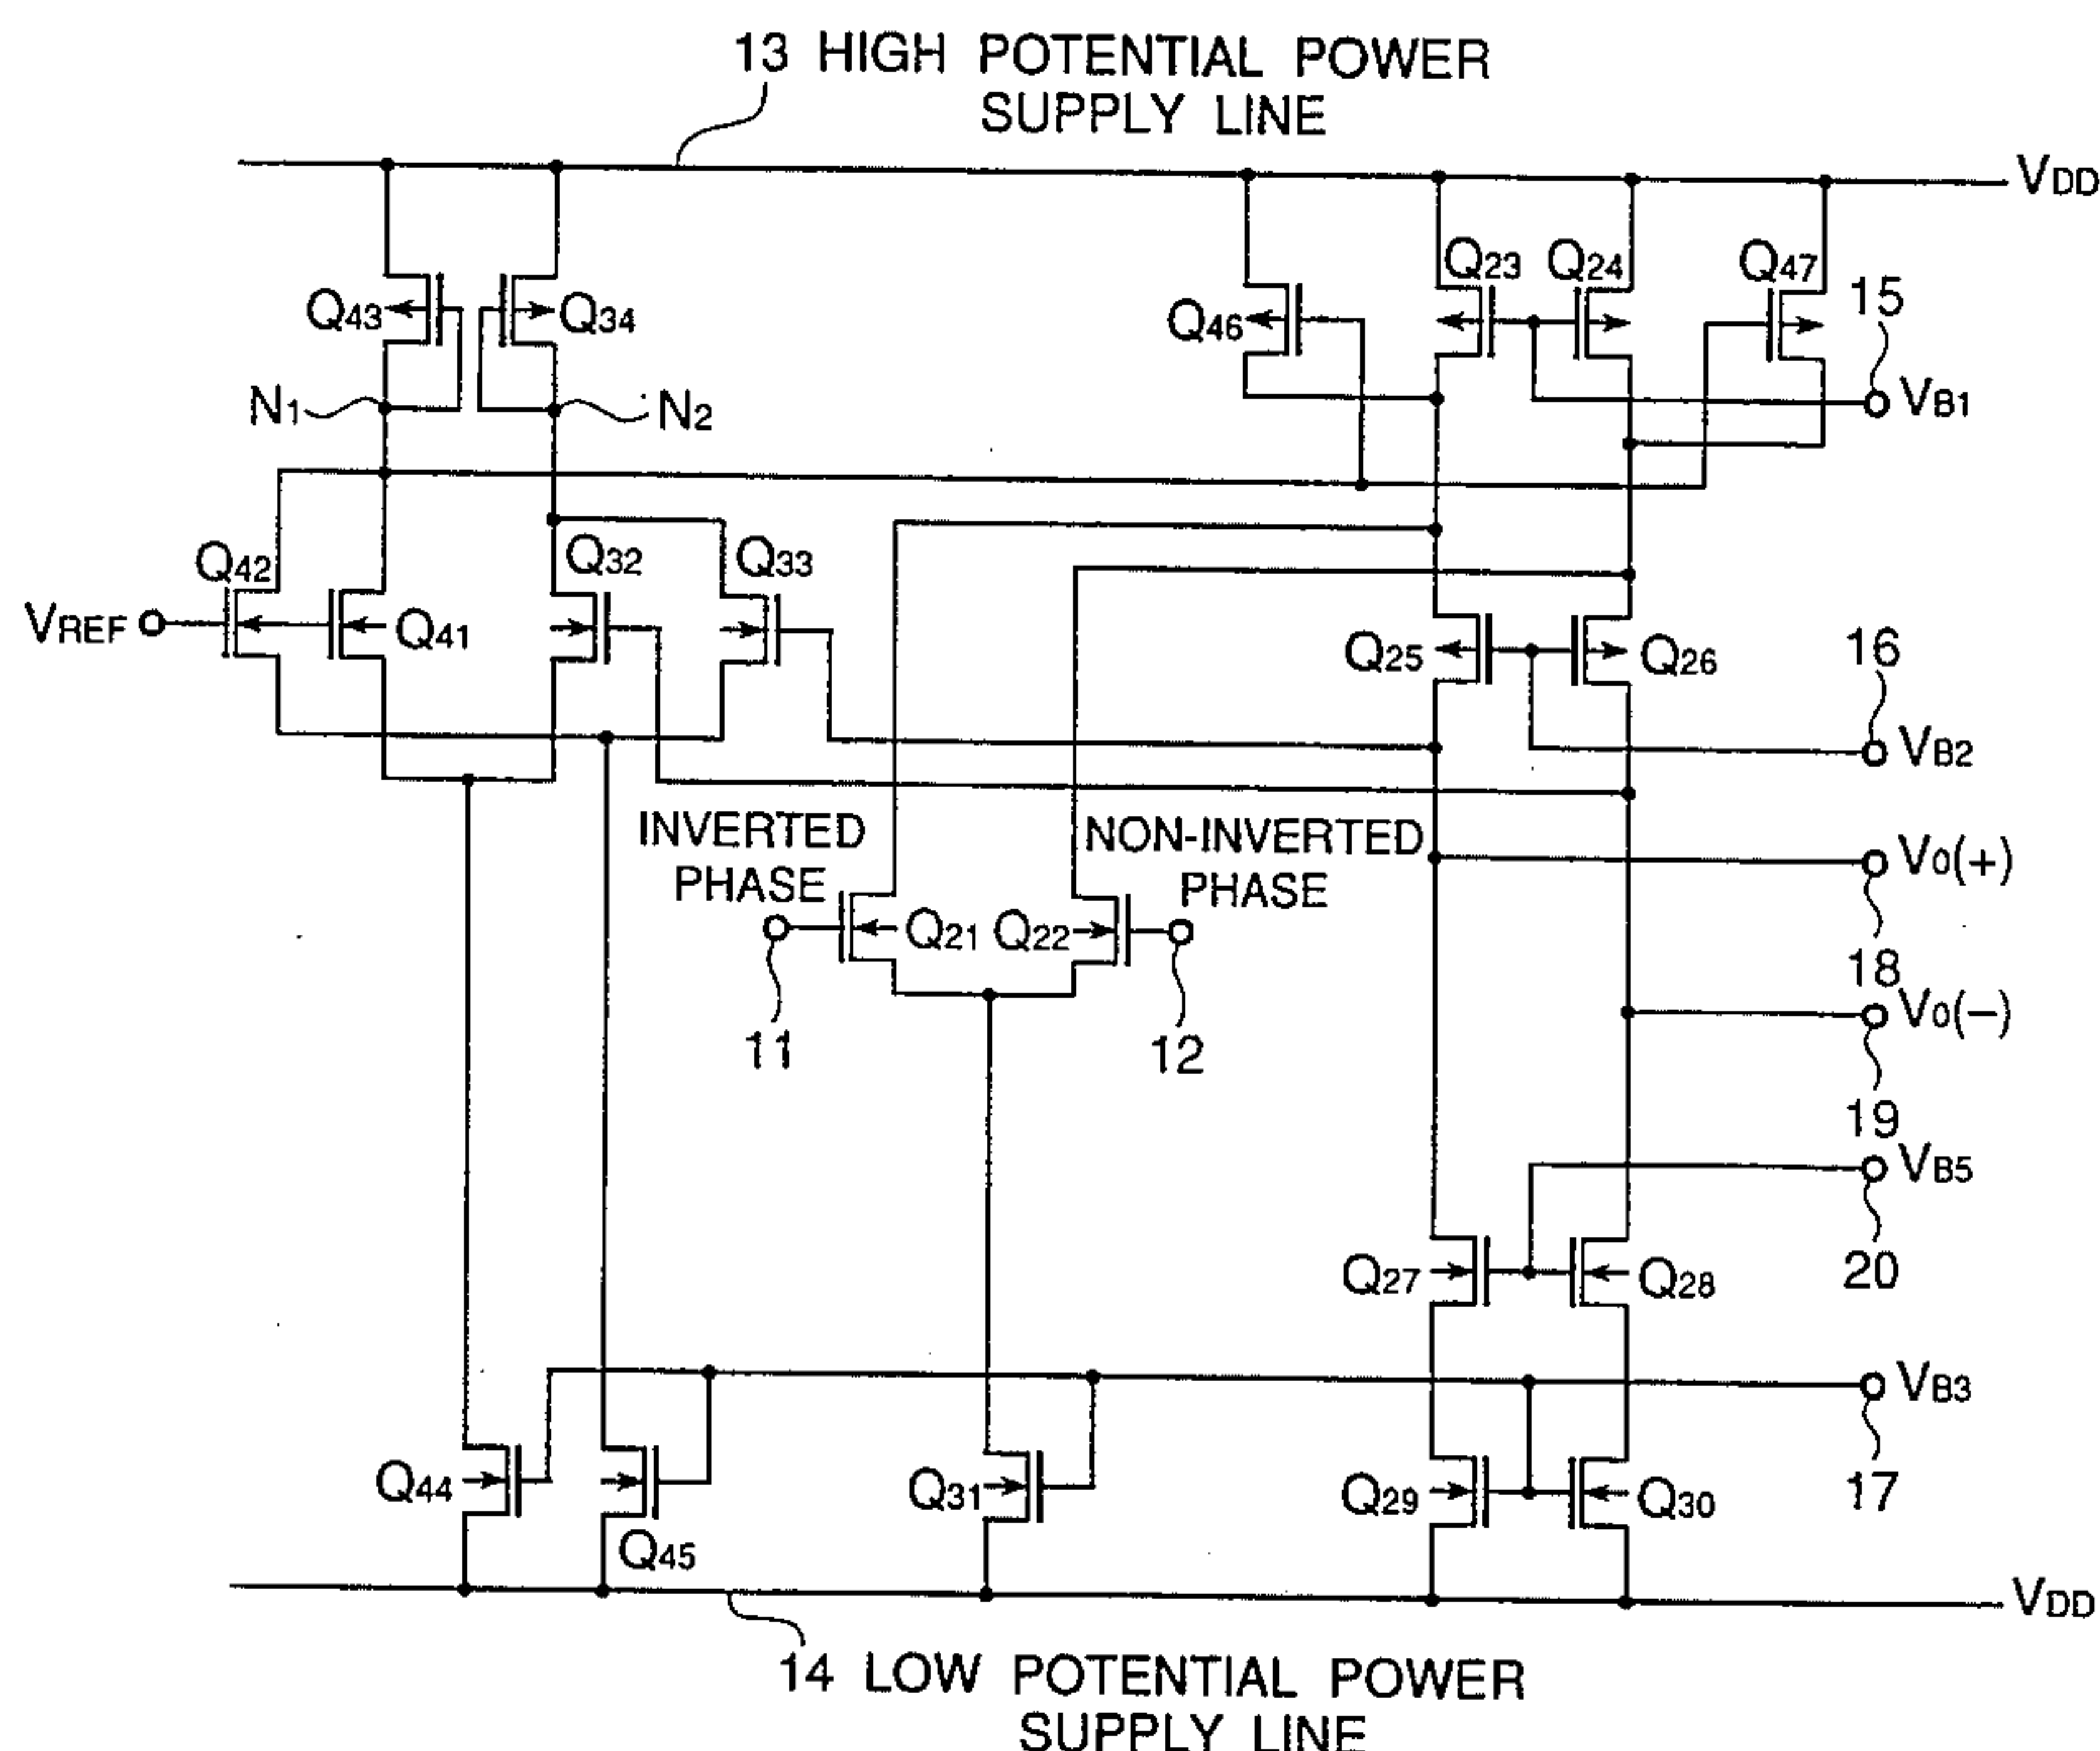 13 HIGH POTENTIAL POWER
SUPPLY LINE
VDD
Q43
Q34
Q46
Q23
Q24
Q47
15
N1
N2
VB1
Q42
Q32
Q33
VREF
Q41
Q25
Q26
16
VB2
INVERTED
PHASE
NON-INVERTED
PHASE
V0(+)
Q21
Q22
18
V0(−)
11
12
19
VB5
Q27
Q28
20
VB3
Q44
Q45
Q31
Q29
Q30
17
VDD
14 LOW POTENTIAL POWER
SUPPLY LINE